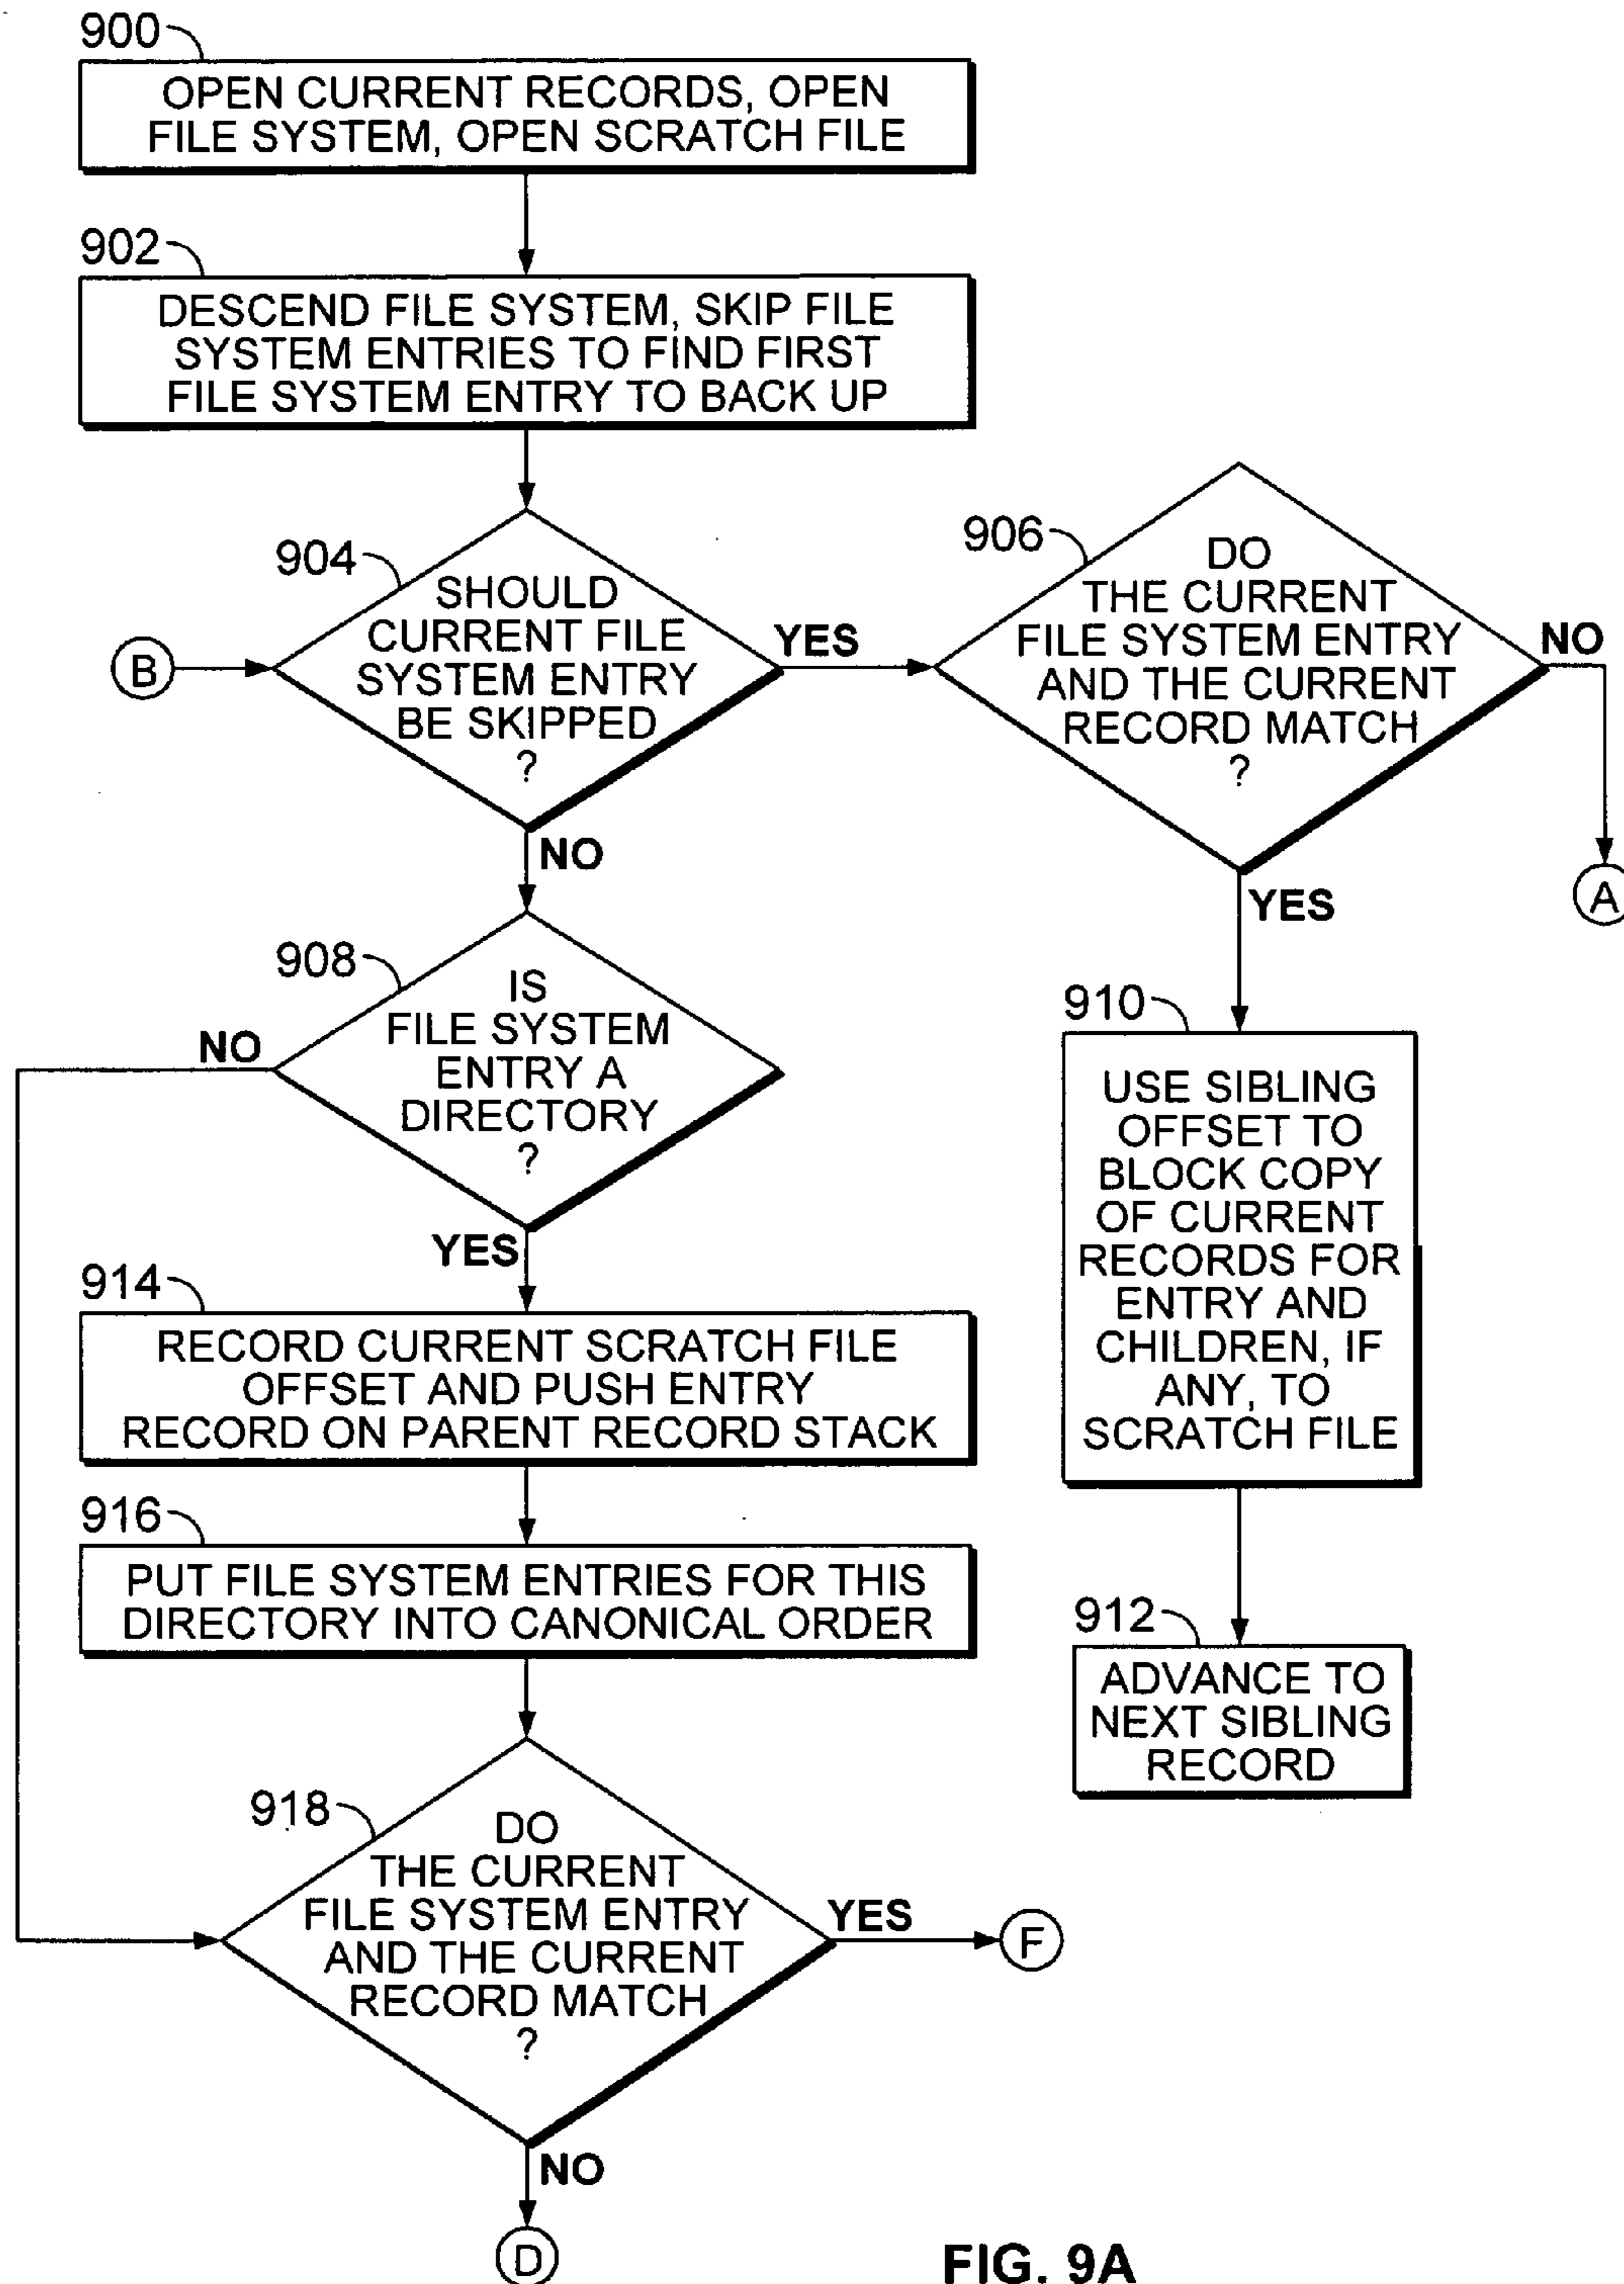 900
OPEN CURRENT RECORDS, OPEN
FILE SYSTEM, OPEN SCRATCH FILE
902
DESCEND FILE SYSTEM, SKIP FILE
SYSTEM ENTRIES TO FIND FIRST
FILE SYSTEM ENTRY TO BACK UP
904
SHOULD
CURRENT FILE
SYSTEM ENTRY
BE SKIPPED
?
B
YES
NO
906
DO
THE CURRENT
FILE SYSTEM ENTRY
AND THE CURRENT
RECORD MATCH
?
NO
A
YES
908
IS
FILE SYSTEM
ENTRY A
DIRECTORY
?
NO
YES
910
USE SIBLING
OFFSET TO
BLOCK COPY
OF CURRENT
RECORDS FOR
ENTRY AND
CHILDREN, IF
ANY, TO
SCRATCH FILE
912
ADVANCE TO
NEXT SIBLING
RECORD
914
RECORD CURRENT SCRATCH FILE
OFFSET AND PUSH ENTRY
RECORD ON PARENT RECORD STACK
916
PUT FILE SYSTEM ENTRIES FOR THIS
DIRECTORY INTO CANONICAL ORDER
918
DO
THE CURRENT
FILE SYSTEM ENTRY
AND THE CURRENT
RECORD MATCH
?
YES
F
NO
D
FIG. 9A